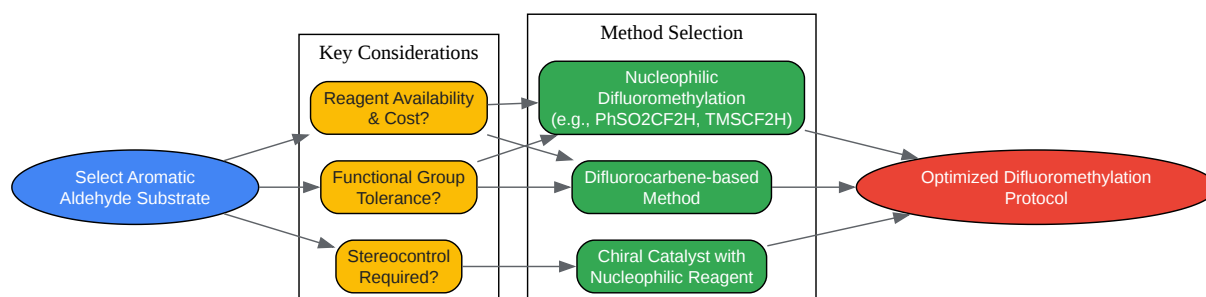 Key Considerations
Method Selection
Select Aromatic
Aldehyde Substrate
Reagent Availability
& Cost?
Functional Group
Tolerance?
Stereocontrol
Required?
Nucleophilic
Difluoromethylation
(e.g., PhSO2CF2H, TMSCF2H)
Difluorocarbene-based
Method
Chiral Catalyst with
Nucleophilic Reagent
Optimized Difluoromethylation
Protocol